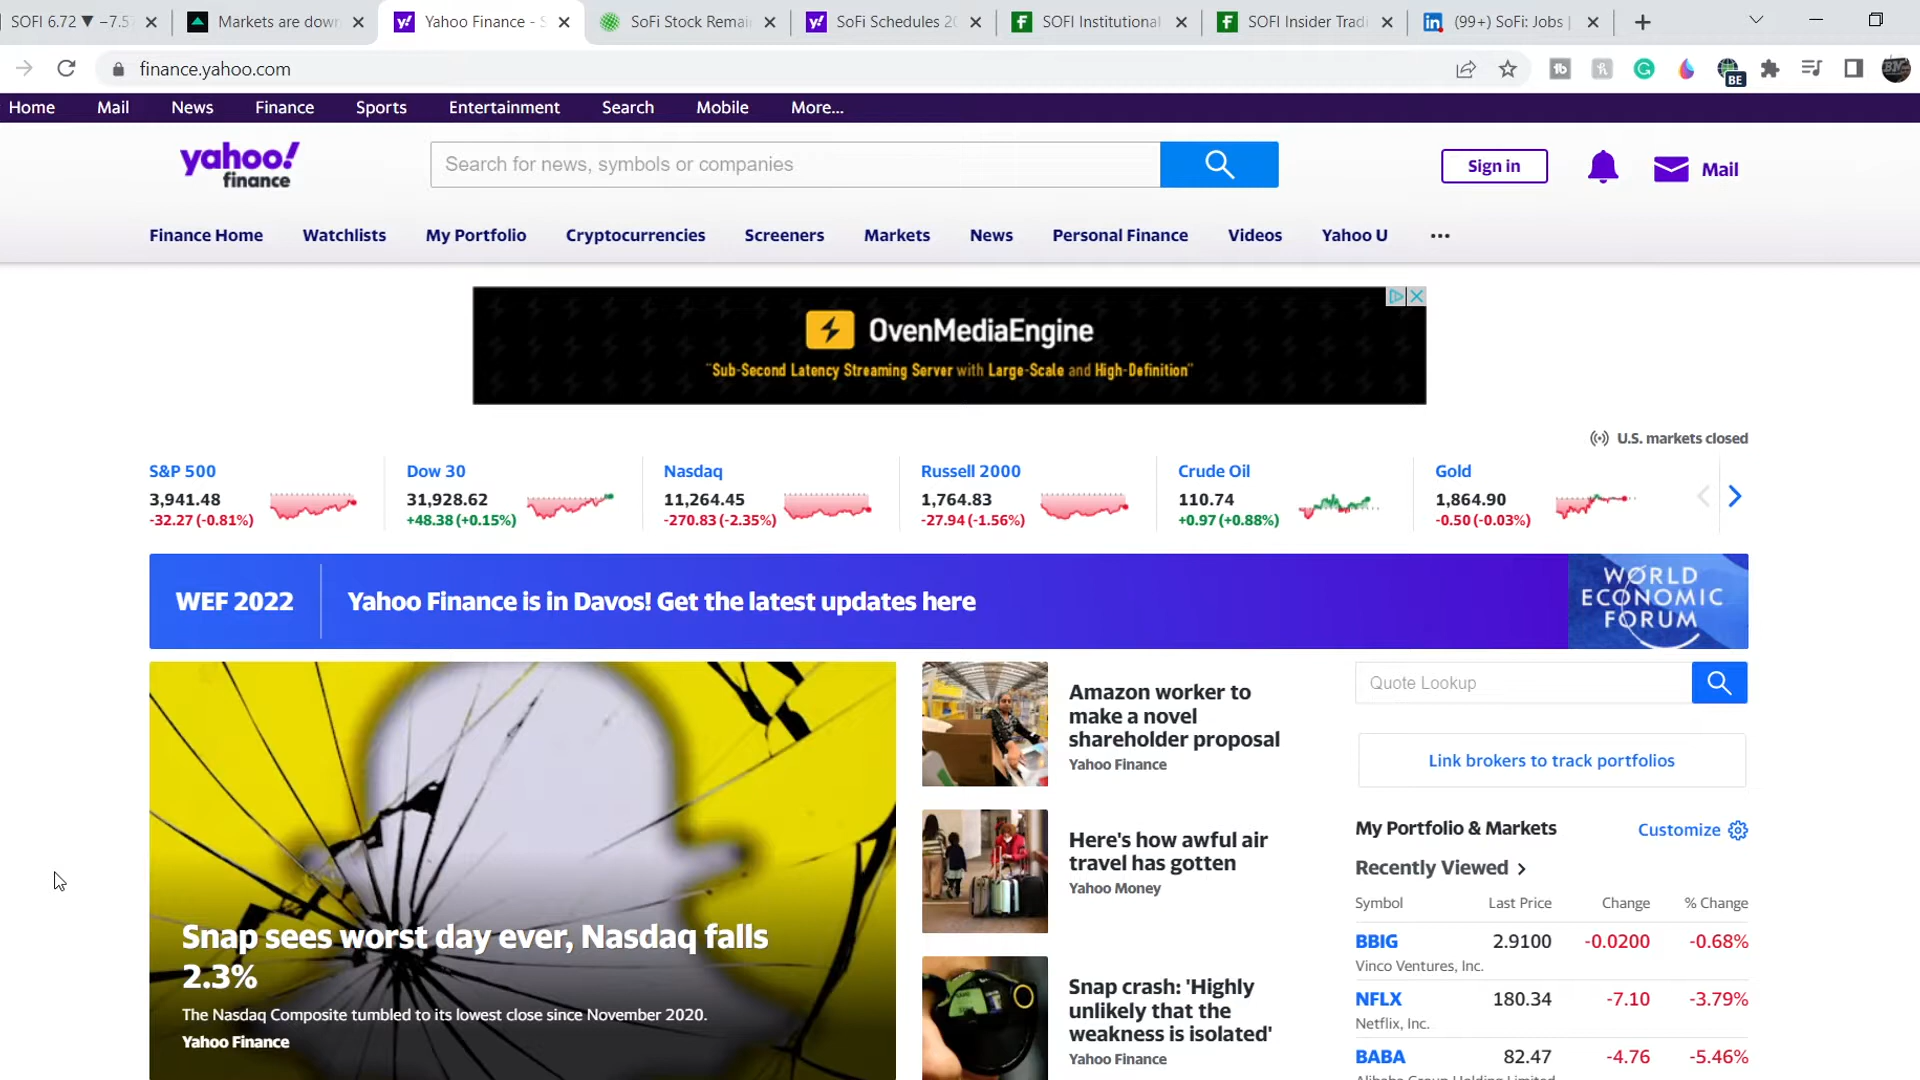 SOFI 6.72 ▼ −7.5
Markets are down
Yahoo Finance - S
SoFi Stock Remai
SoFi Schedules 20
SOFI Institutional
SOFI Insider Tradi
(99+) SoFi: Jobs |
finance.yahoo.com
BE
Home Mail News Finance Sports Entertainment Search Mobile More...
yahoo!
finance
Search for news, symbols or companies
Sign in
Mail
Finance Home Watchlists My Portfolio Cryptocurrencies Screeners Markets News Personal Finance Videos Yahoo U
OvenMediaEngine
"Sub-Second Latency Streaming Server with Large-Scale and High-Definition"
U.S. markets closed
S&P 500
3,941.48
-32.27 (-0.81%)
Dow 30
31,928.62
+48.38 (+0.15%)
Nasdaq
11,264.45
-270.83 (-2.35%)
Russell 2000
1,764.83
-27.94 (-1.56%)
Crude Oil
110.74
+0.97 (+0.88%)
Gold
1,864.90
-0.50 (-0.03%)
WEF 2022
Yahoo Finance is in Davos! Get the latest updates here
WORLD
ECONOMIC
FORUM
Snap sees worst day ever, Nasdaq falls
2.3%
The Nasdaq Composite tumbled to its lowest close since November 2020.
Yahoo Finance
Amazon worker to
make a novel
shareholder proposal
Yahoo Finance
Here's how awful air
travel has gotten
Yahoo Money
Snap crash: 'Highly
unlikely that the
weakness is isolated'
Yahoo Finance
Quote Lookup
Link brokers to track portfolios
My Portfolio & Markets
Customize
Recently Viewed
Symbol Last Price Change % Change
BBIG 2.9100 -0.0200 -0.68%
Vinco Ventures, Inc.
NFLX 180.34 -7.10 -3.79%
Netflix, Inc.
BABA 82.47 -4.76 -5.46%
Alibaba Group Holding Limited